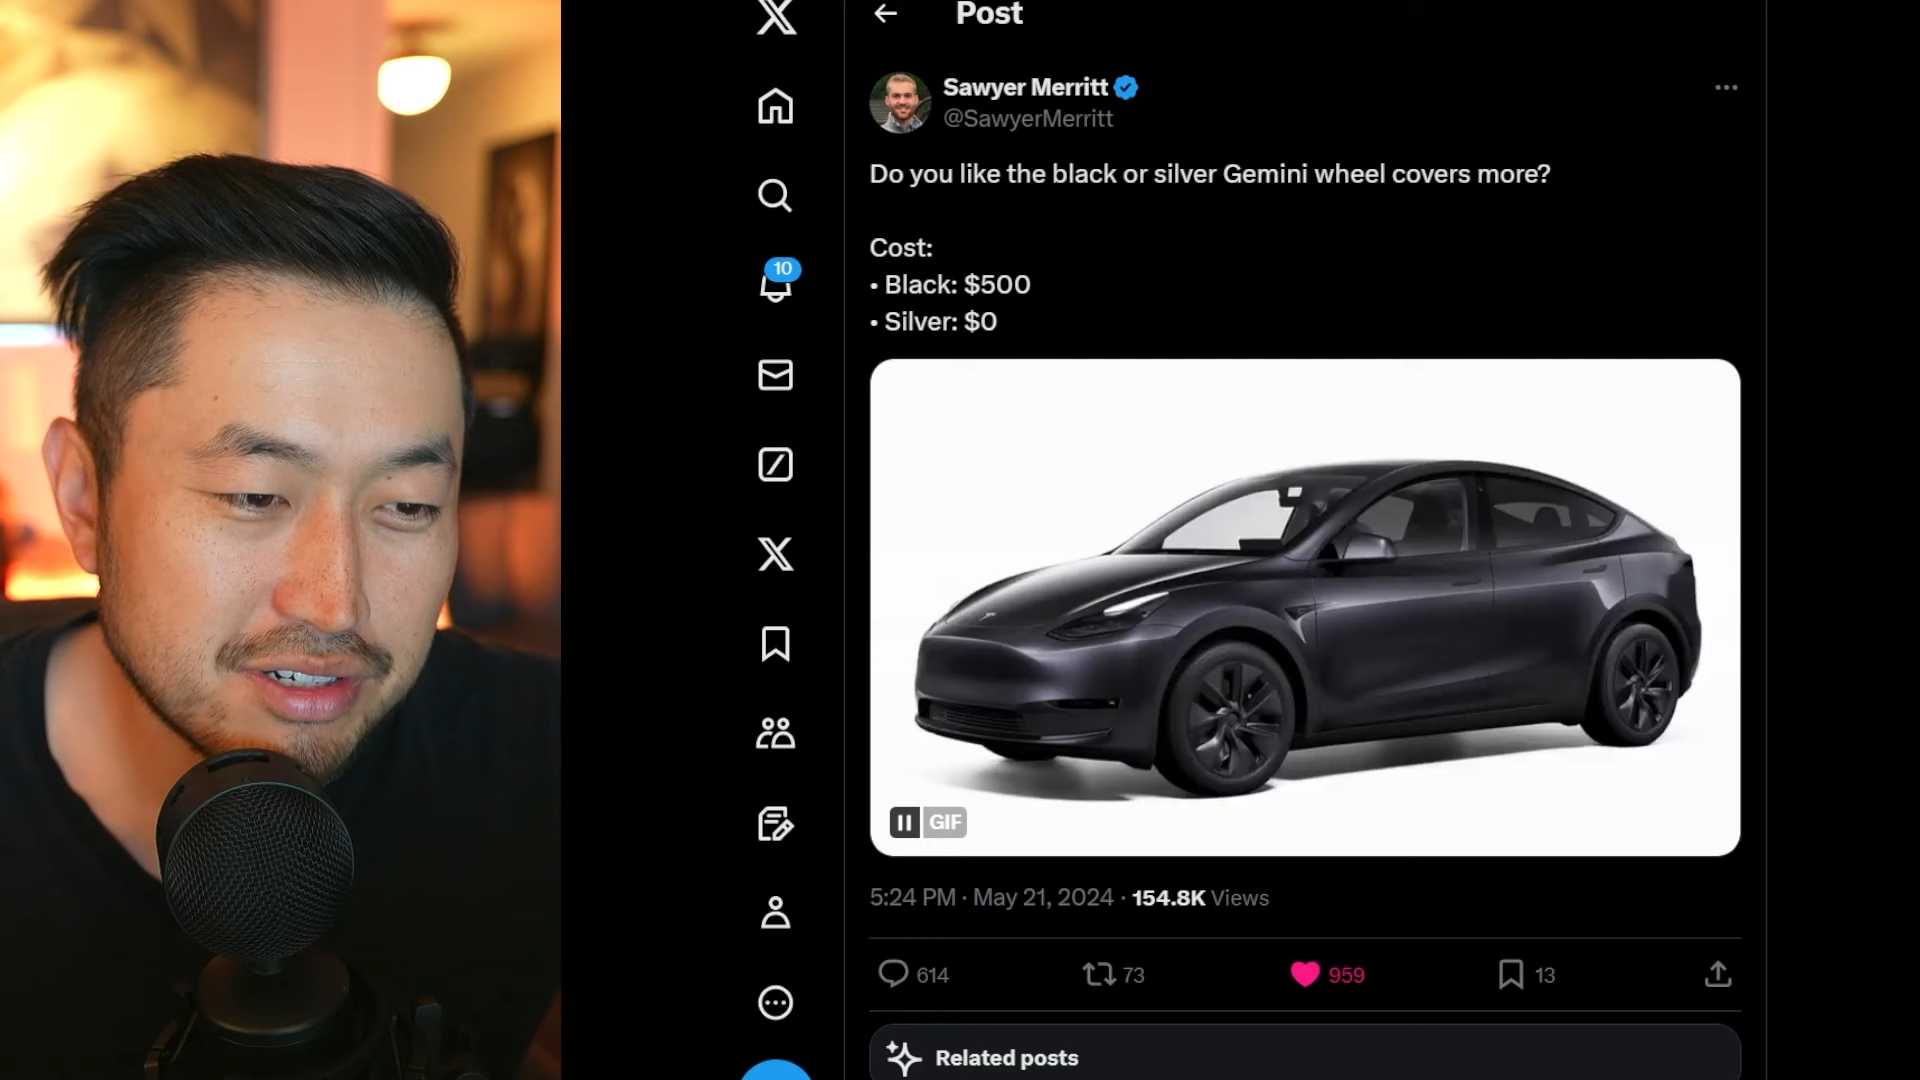 Post
Sawyer Merritt
@SawyerMerritt
Do you like the black or silver Gemini wheel covers more?
Cost:
• Black: $500
• Silver: $0
10
GIF
5:24 PM · May 21, 2024 · 154.8K Views
614 73 959 13
Related posts